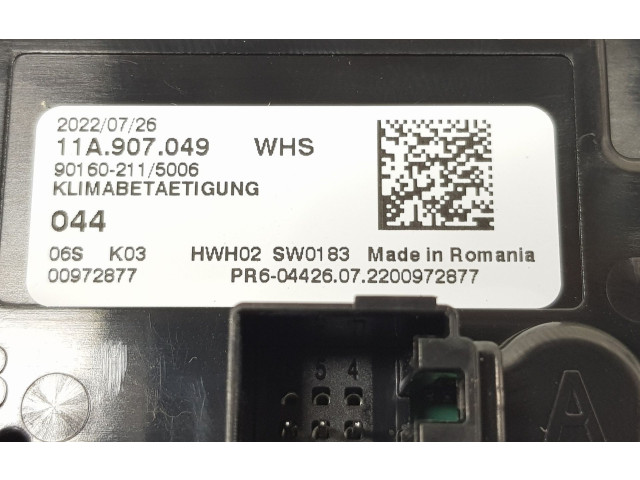 2022/07/26
11A.907.049 WHS
90160-211/5006
KLIMABETAETIGUNG
044
06S K03 HWH02 SW0183 Made in Romania
00972877 PR6-04426.07.2200972877
5 4
A